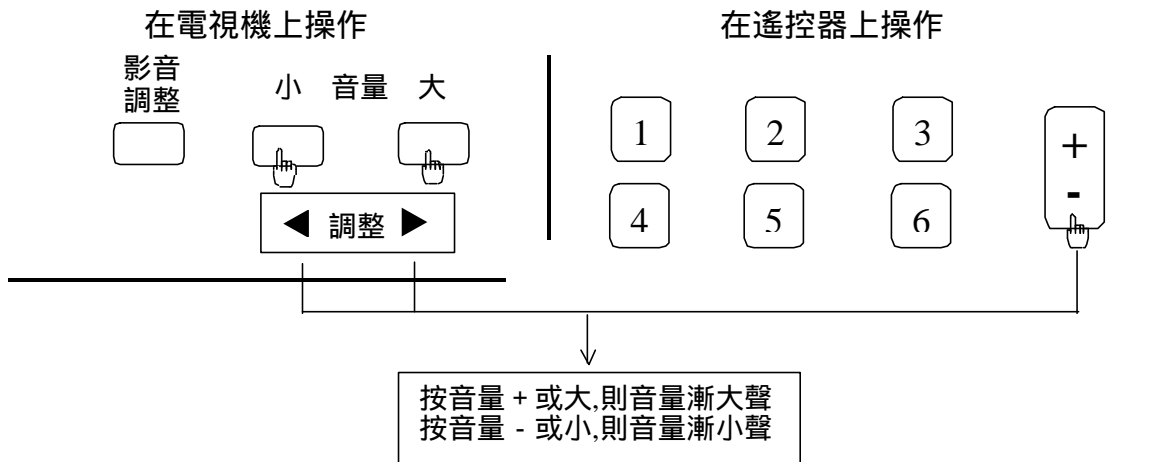 在電視機上操作
在遙控器上操作
影音
調整
小 音量 大
1 2 3
+
-
4 5 6
◀ 調整 ▶
按音量 + 或大,則音量漸大聲
按音量 - 或小,則音量漸小聲